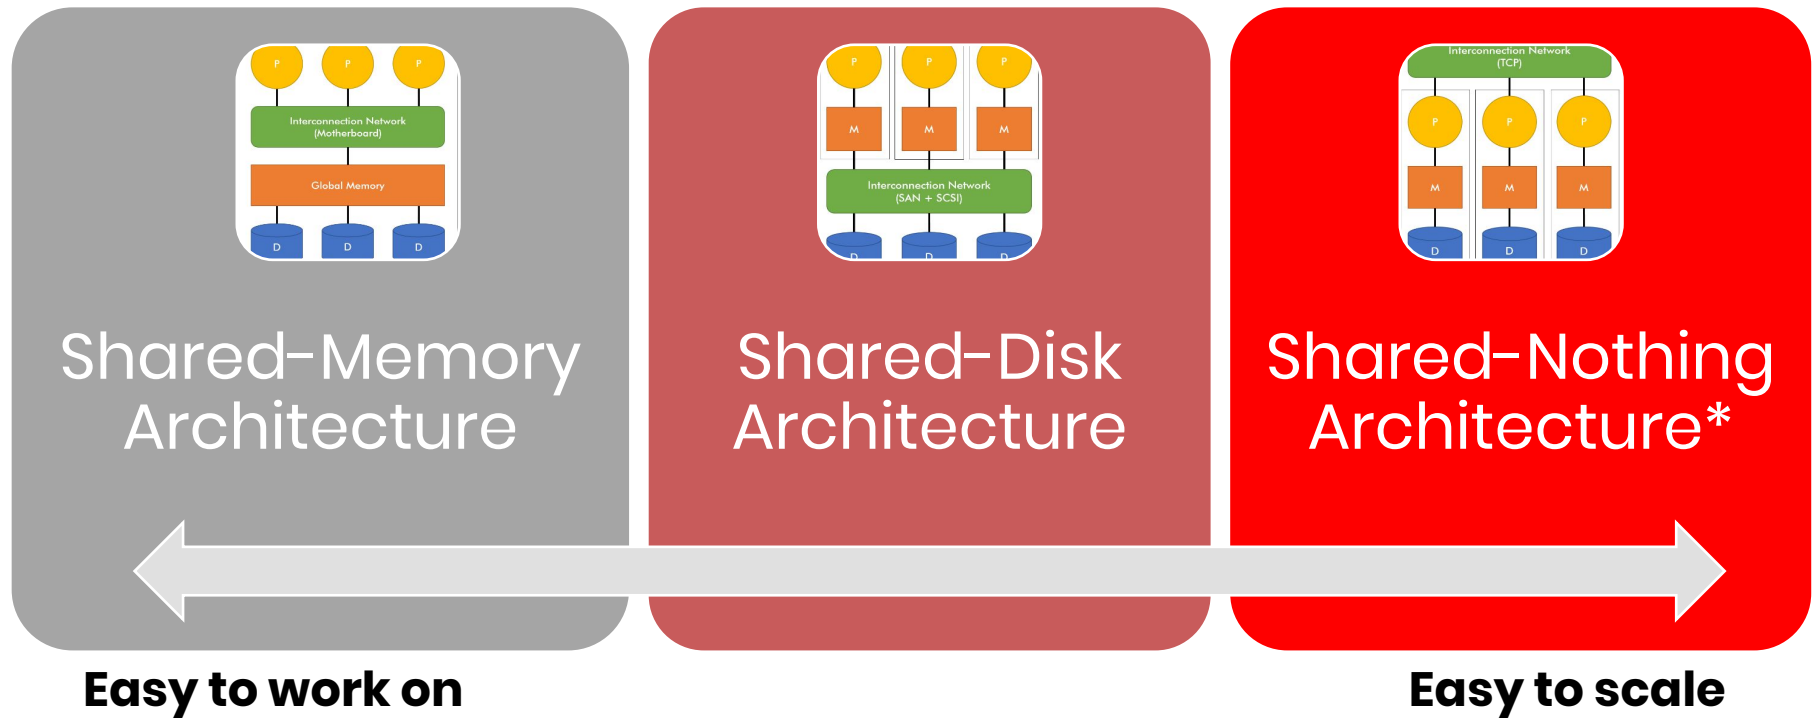 P P P
Interconnection Network
(Motherboard)
Global Memory
D D D
Shared-Memory
Architecture
P P P
M M M
Interconnection Network
(SAN + SCSI)
D D D
Shared-Disk
Architecture
Interconnection Network
(TCP)
P P P
M M M
D D D
Shared-Nothing
Architecture*
Easy to work on
Easy to scale